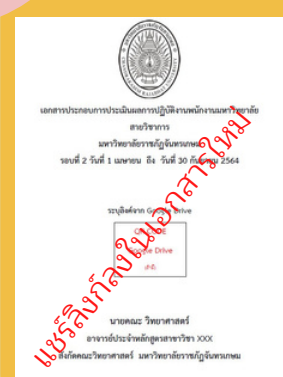 เอกสารประกอบการประเมินผลการปฏิบัติงานพนักงานมหาวิทยาลัย
สายวิชาการ
มหาวิทยาลัยราชภัฏจันทรเกษม
รอบที่ 2 วันที่ 1 เมษายน ถึง วันที่ 30 กันยายน 2564
ระบุลิงค์จาก Google Drive
QR CODE
Google Drive
แชร์ลิงก์ลงในเอกสารใหม่
นายคณะ วิทยาศาสตร์
อาจารย์ประจำหลักสูตรสาขาวิชา XXX
สังกัดคณะวิทยาศาสตร์ มหาวิทยาลัยราชภัฏจันทรเกษม